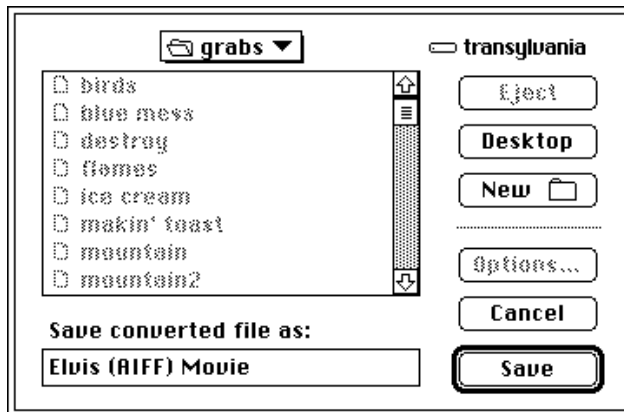 grabs
transylvania
birds
blue mess
destroy
flames
ice cream
makin' toast
mountain
mountain2
Eject
Desktop
New
Options...
Cancel
Save
Save converted file as:
Elvis (AIFF) Movie